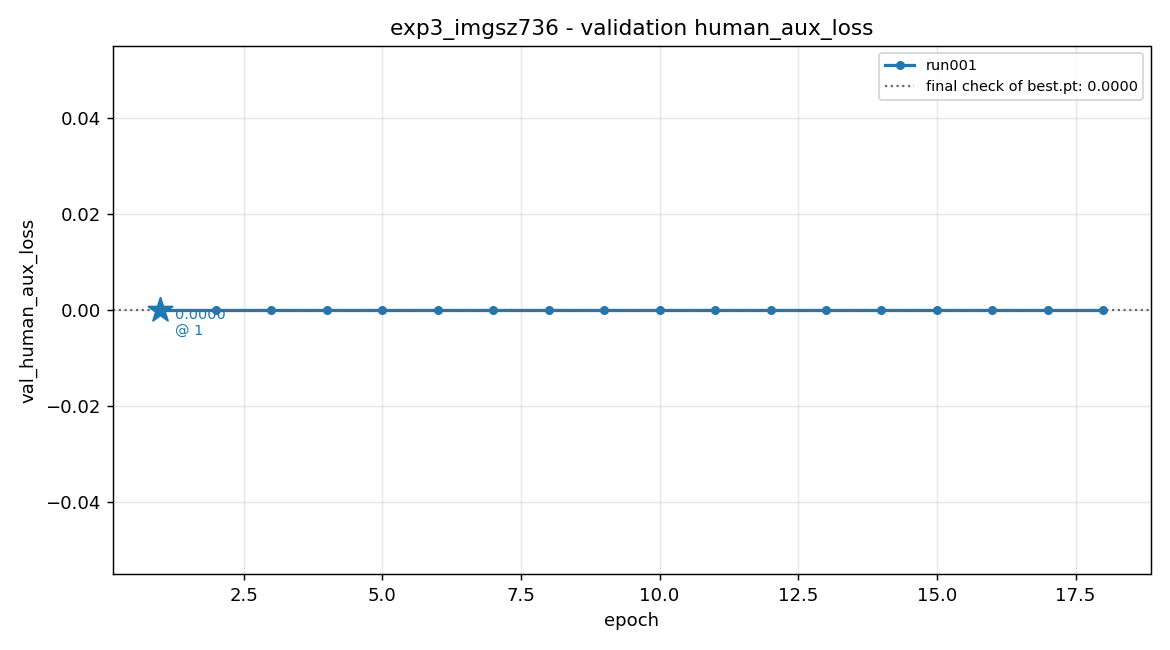 exp3_imgsz736 - validation human_aux_loss
run001
final check of best.pt: 0.0000
val_human_aux_loss
0.04
0.02
0.00
−0.02
−0.04
0.0000
@ 1
2.5 5.0 7.5 10.0 12.5 15.0 17.5
epoch